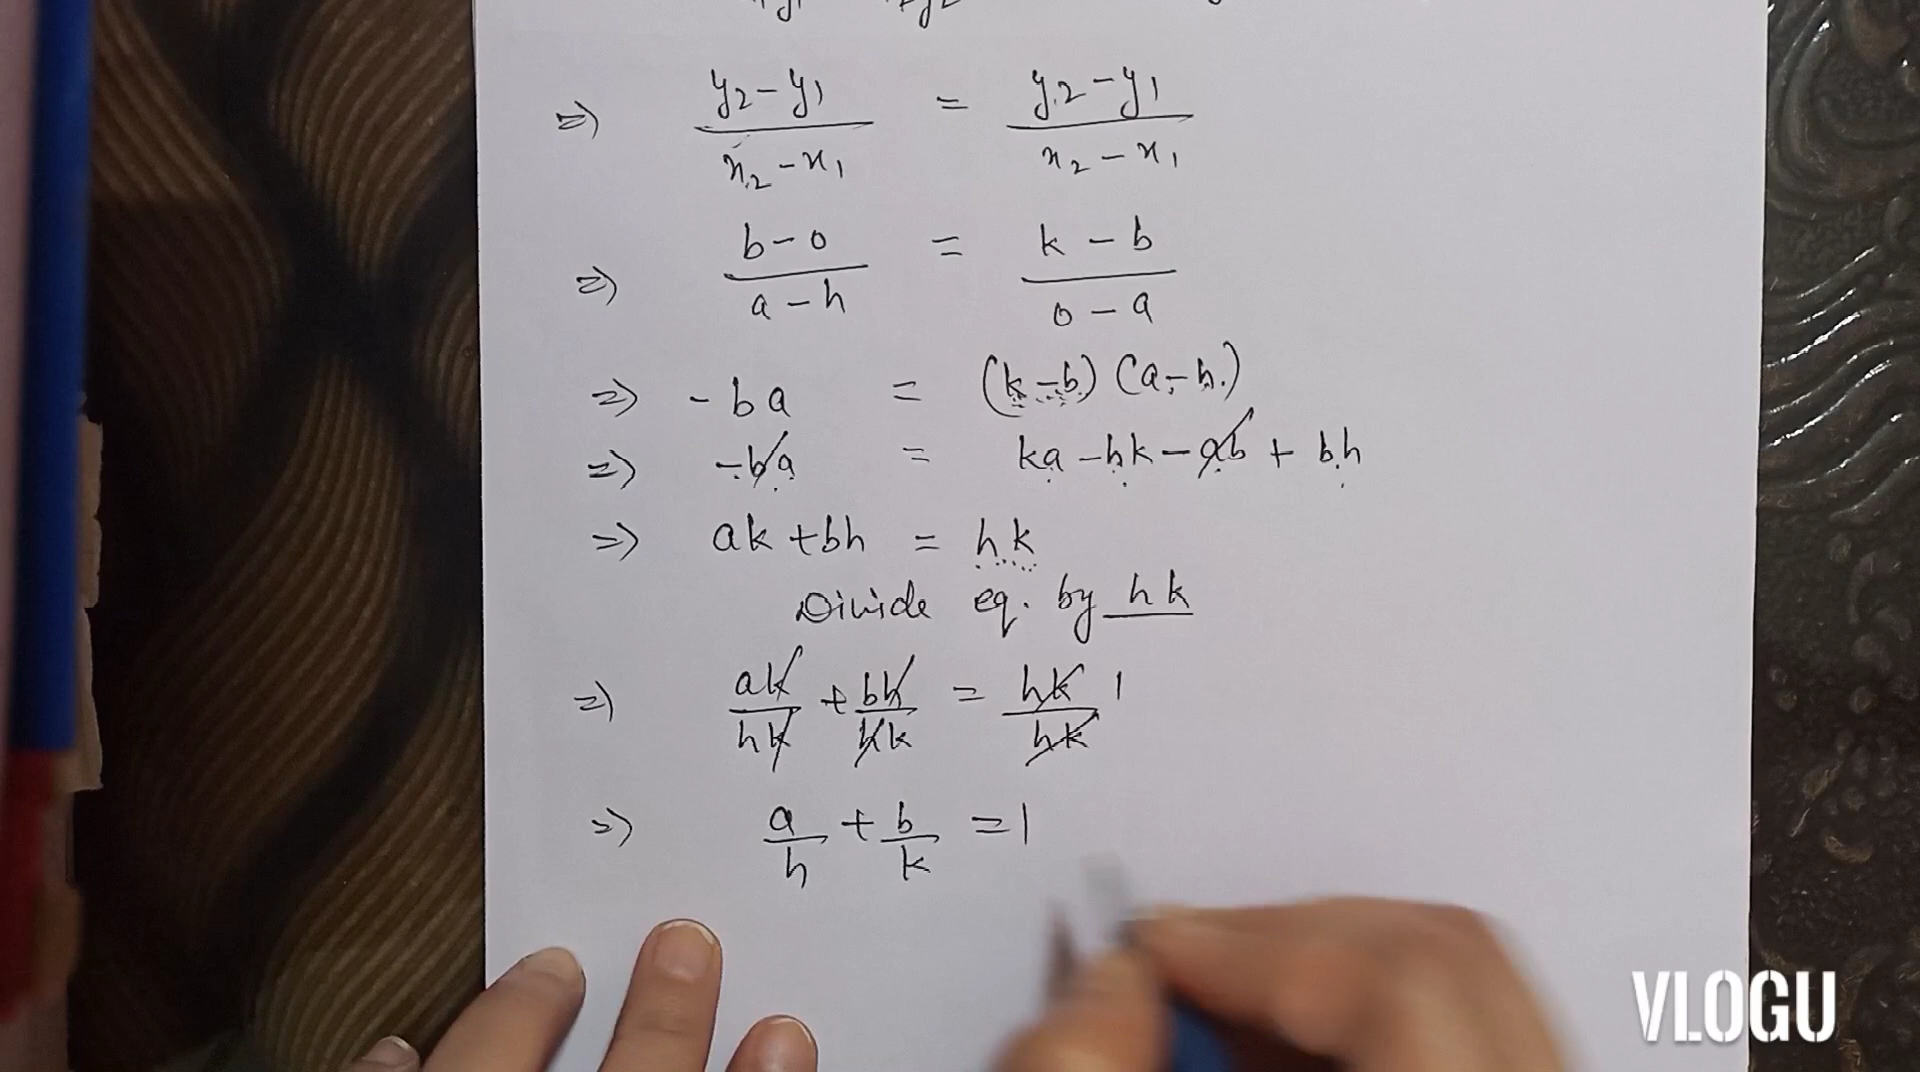 => y2-y1 / x2-x1 = y2-y1 / x2-x1
=> b-0 / a-h = k-b / 0-a
=> -ba = (k-b)(a-h)
=> -ba = ka-hk-ab+bh
=> ak+bh = hk
Divide eq. by hk
=> ak/hk + bh/hk = hk/hk 1
=> a/h + b/k = 1
VLOGU